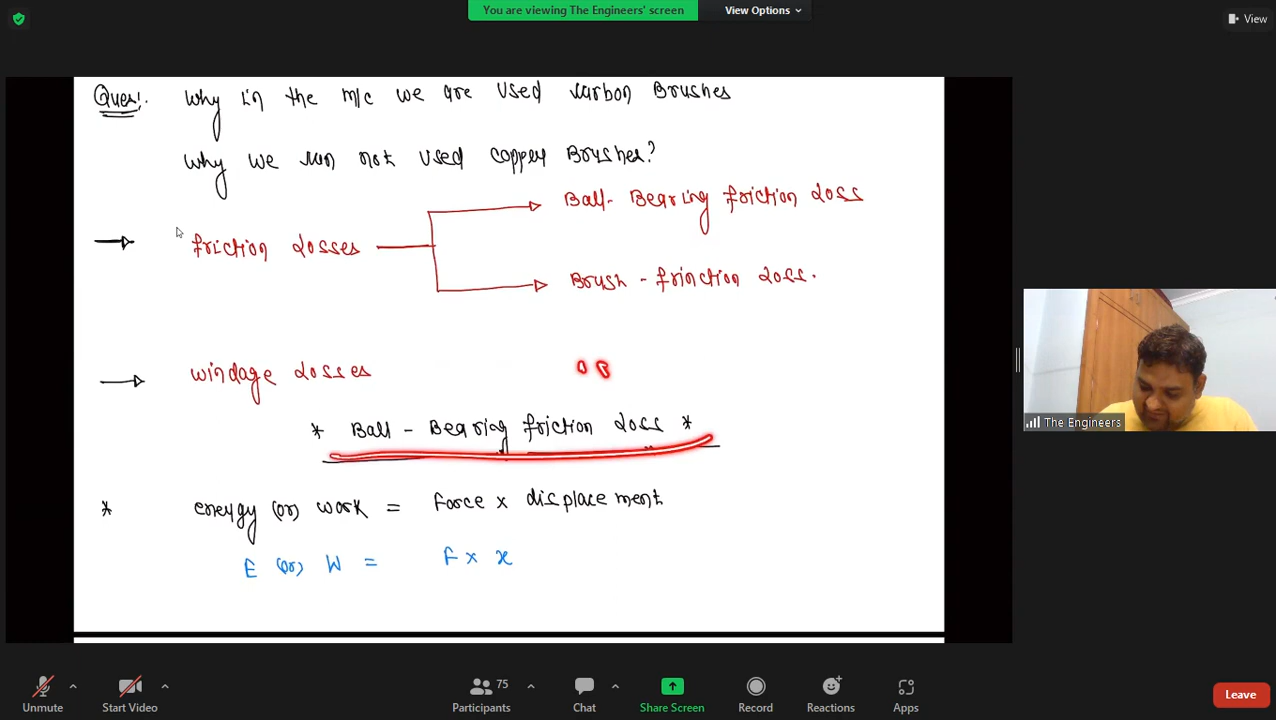 You are viewing The Engineers' screen
View Options
View
Ques!. Why in the m/c we are used carbon Brushes
Why we can not used copper Brushes?
friction Losses
Ball- Bearing friction Loss
Brush - frinction Loss.
Windage Losses
* Ball - Bearing friction Loss *
* energy (or) work = Force × displacement
E (or) W = F × x
The Engineers
75
Unmute
Start Video
Participants
Chat
Share Screen
Record
Reactions
Apps
Leave